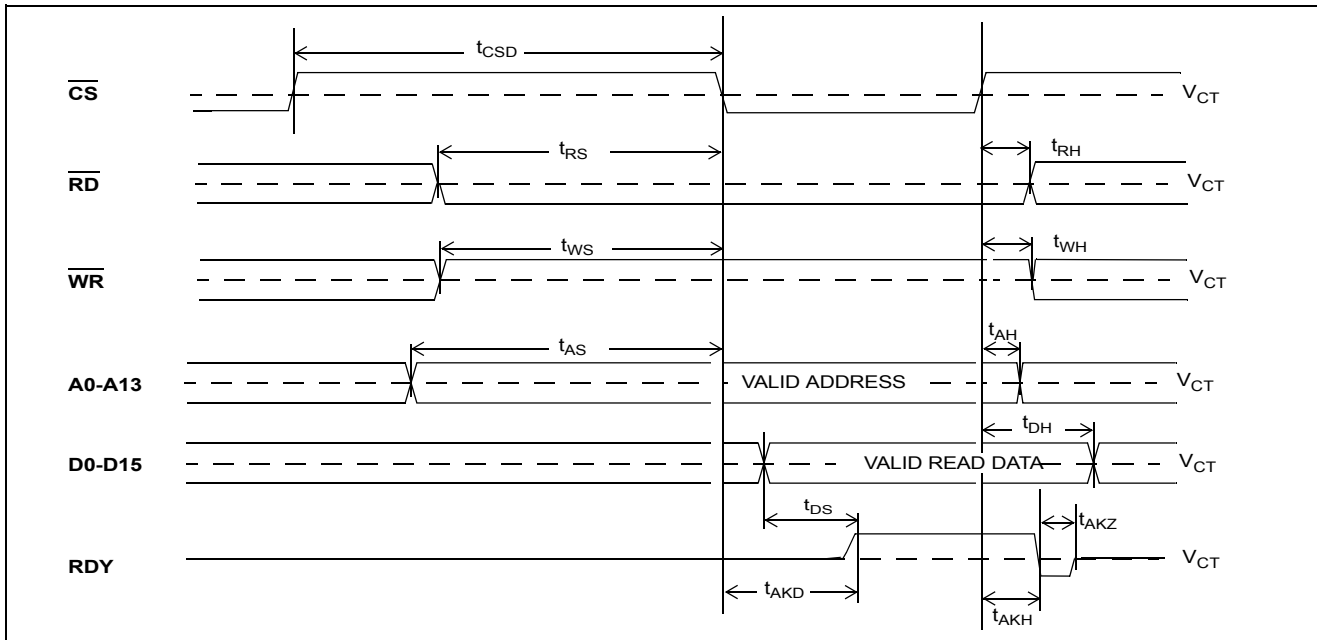 tCSD
CS
VCT
tRS
tRH
RD
VCT
tWS
tWH
WR
VCT
tAS
tAH
A0-A13
VALID ADDRESS
VCT
tDH
D0-D15
VALID READ DATA
VCT
tDS
tAKZ
RDY
VCT
tAKD
tAKH